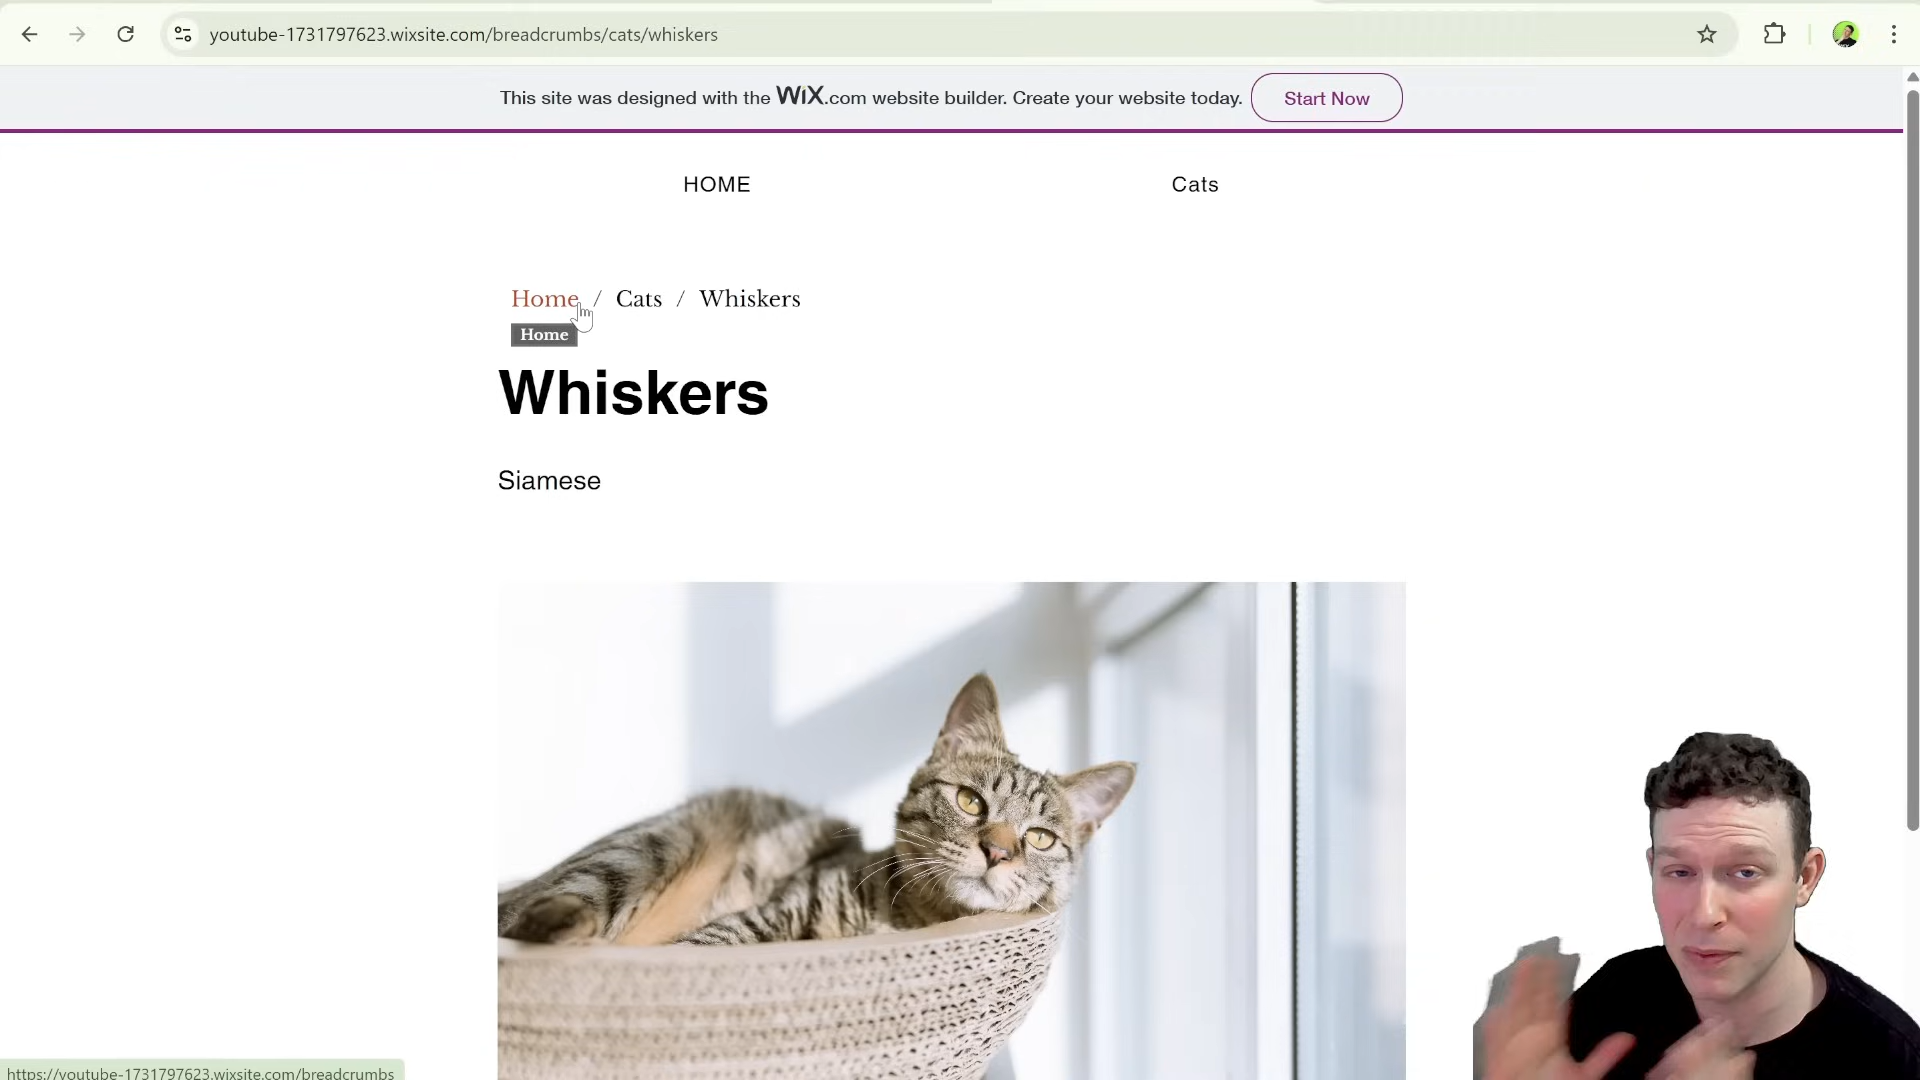 youtube-1731797623.wixsite.com/breadcrumbs/cats/whiskers
This site was designed with the WiX.com website builder. Create your website today. Start Now
HOME Cats
Home / Cats / Whiskers
Home
Whiskers
Siamese
https://youtube-1731797623.wixsite.com/breadcrumbs